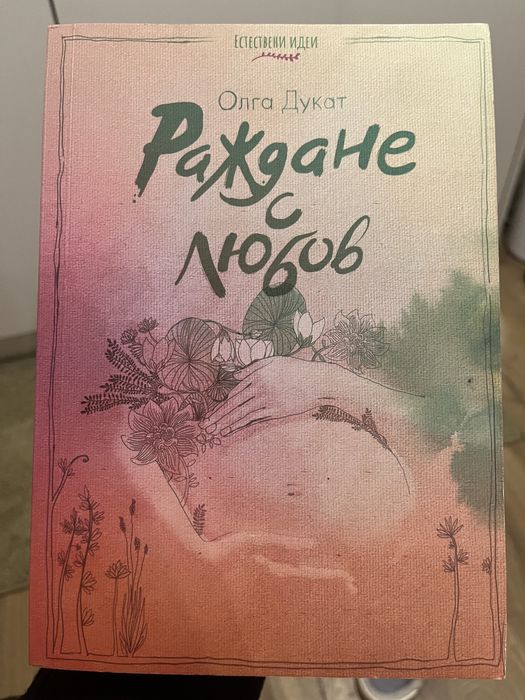 Естествени идеи
Олга Дукат
Раждане
с
любов